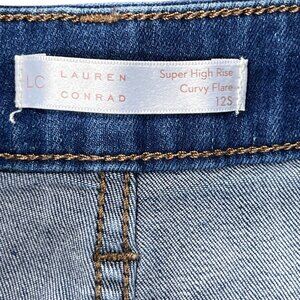 LC
LAUREN
CONRAD
Super High Rise
Curvy Flare
12S